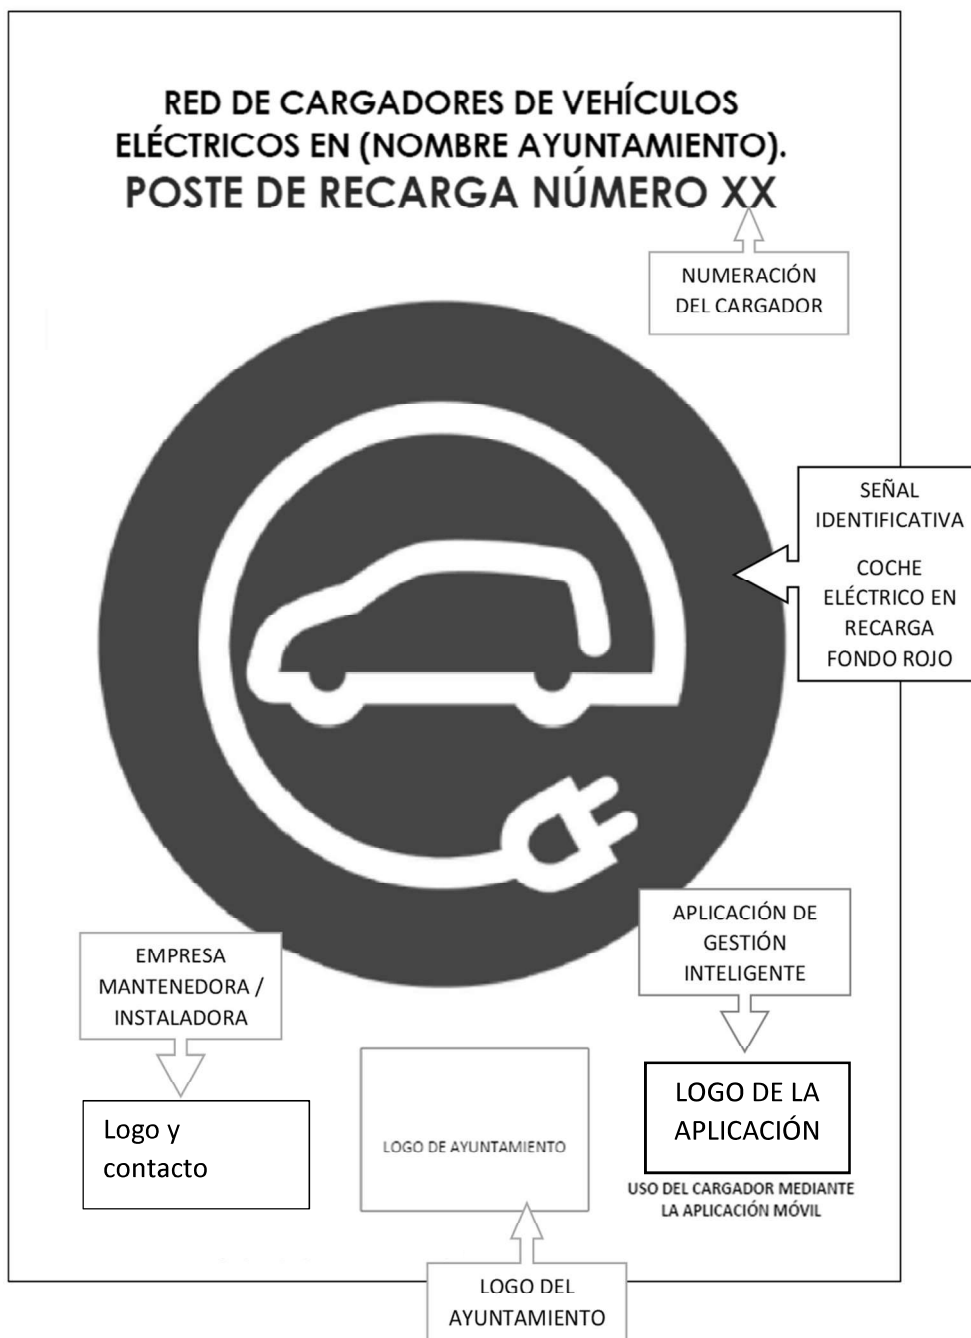 RED DE CARGADORES DE VEHÍCULOS
ELÉCTRICOS EN (NOMBRE AYUNTAMIENTO).
POSTE DE RECARGA NÚMERO XX
NUMERACIÓN
DEL CARGADOR
SEÑAL
IDENTIFICATIVA
COCHE
ELÉCTRICO EN
RECARGA
FONDO ROJO
APLICACIÓN DE
GESTIÓN
INTELIGENTE
EMPRESA
MANTENEDORA /
INSTALADORA
LOGO DE LA
APLICACIÓN
Logo y
contacto
LOGO DE AYUNTAMIENTO
USO DEL CARGADOR MEDIANTE
LA APLICACIÓN MÓVIL
LOGO DEL
AYUNTAMIENTO